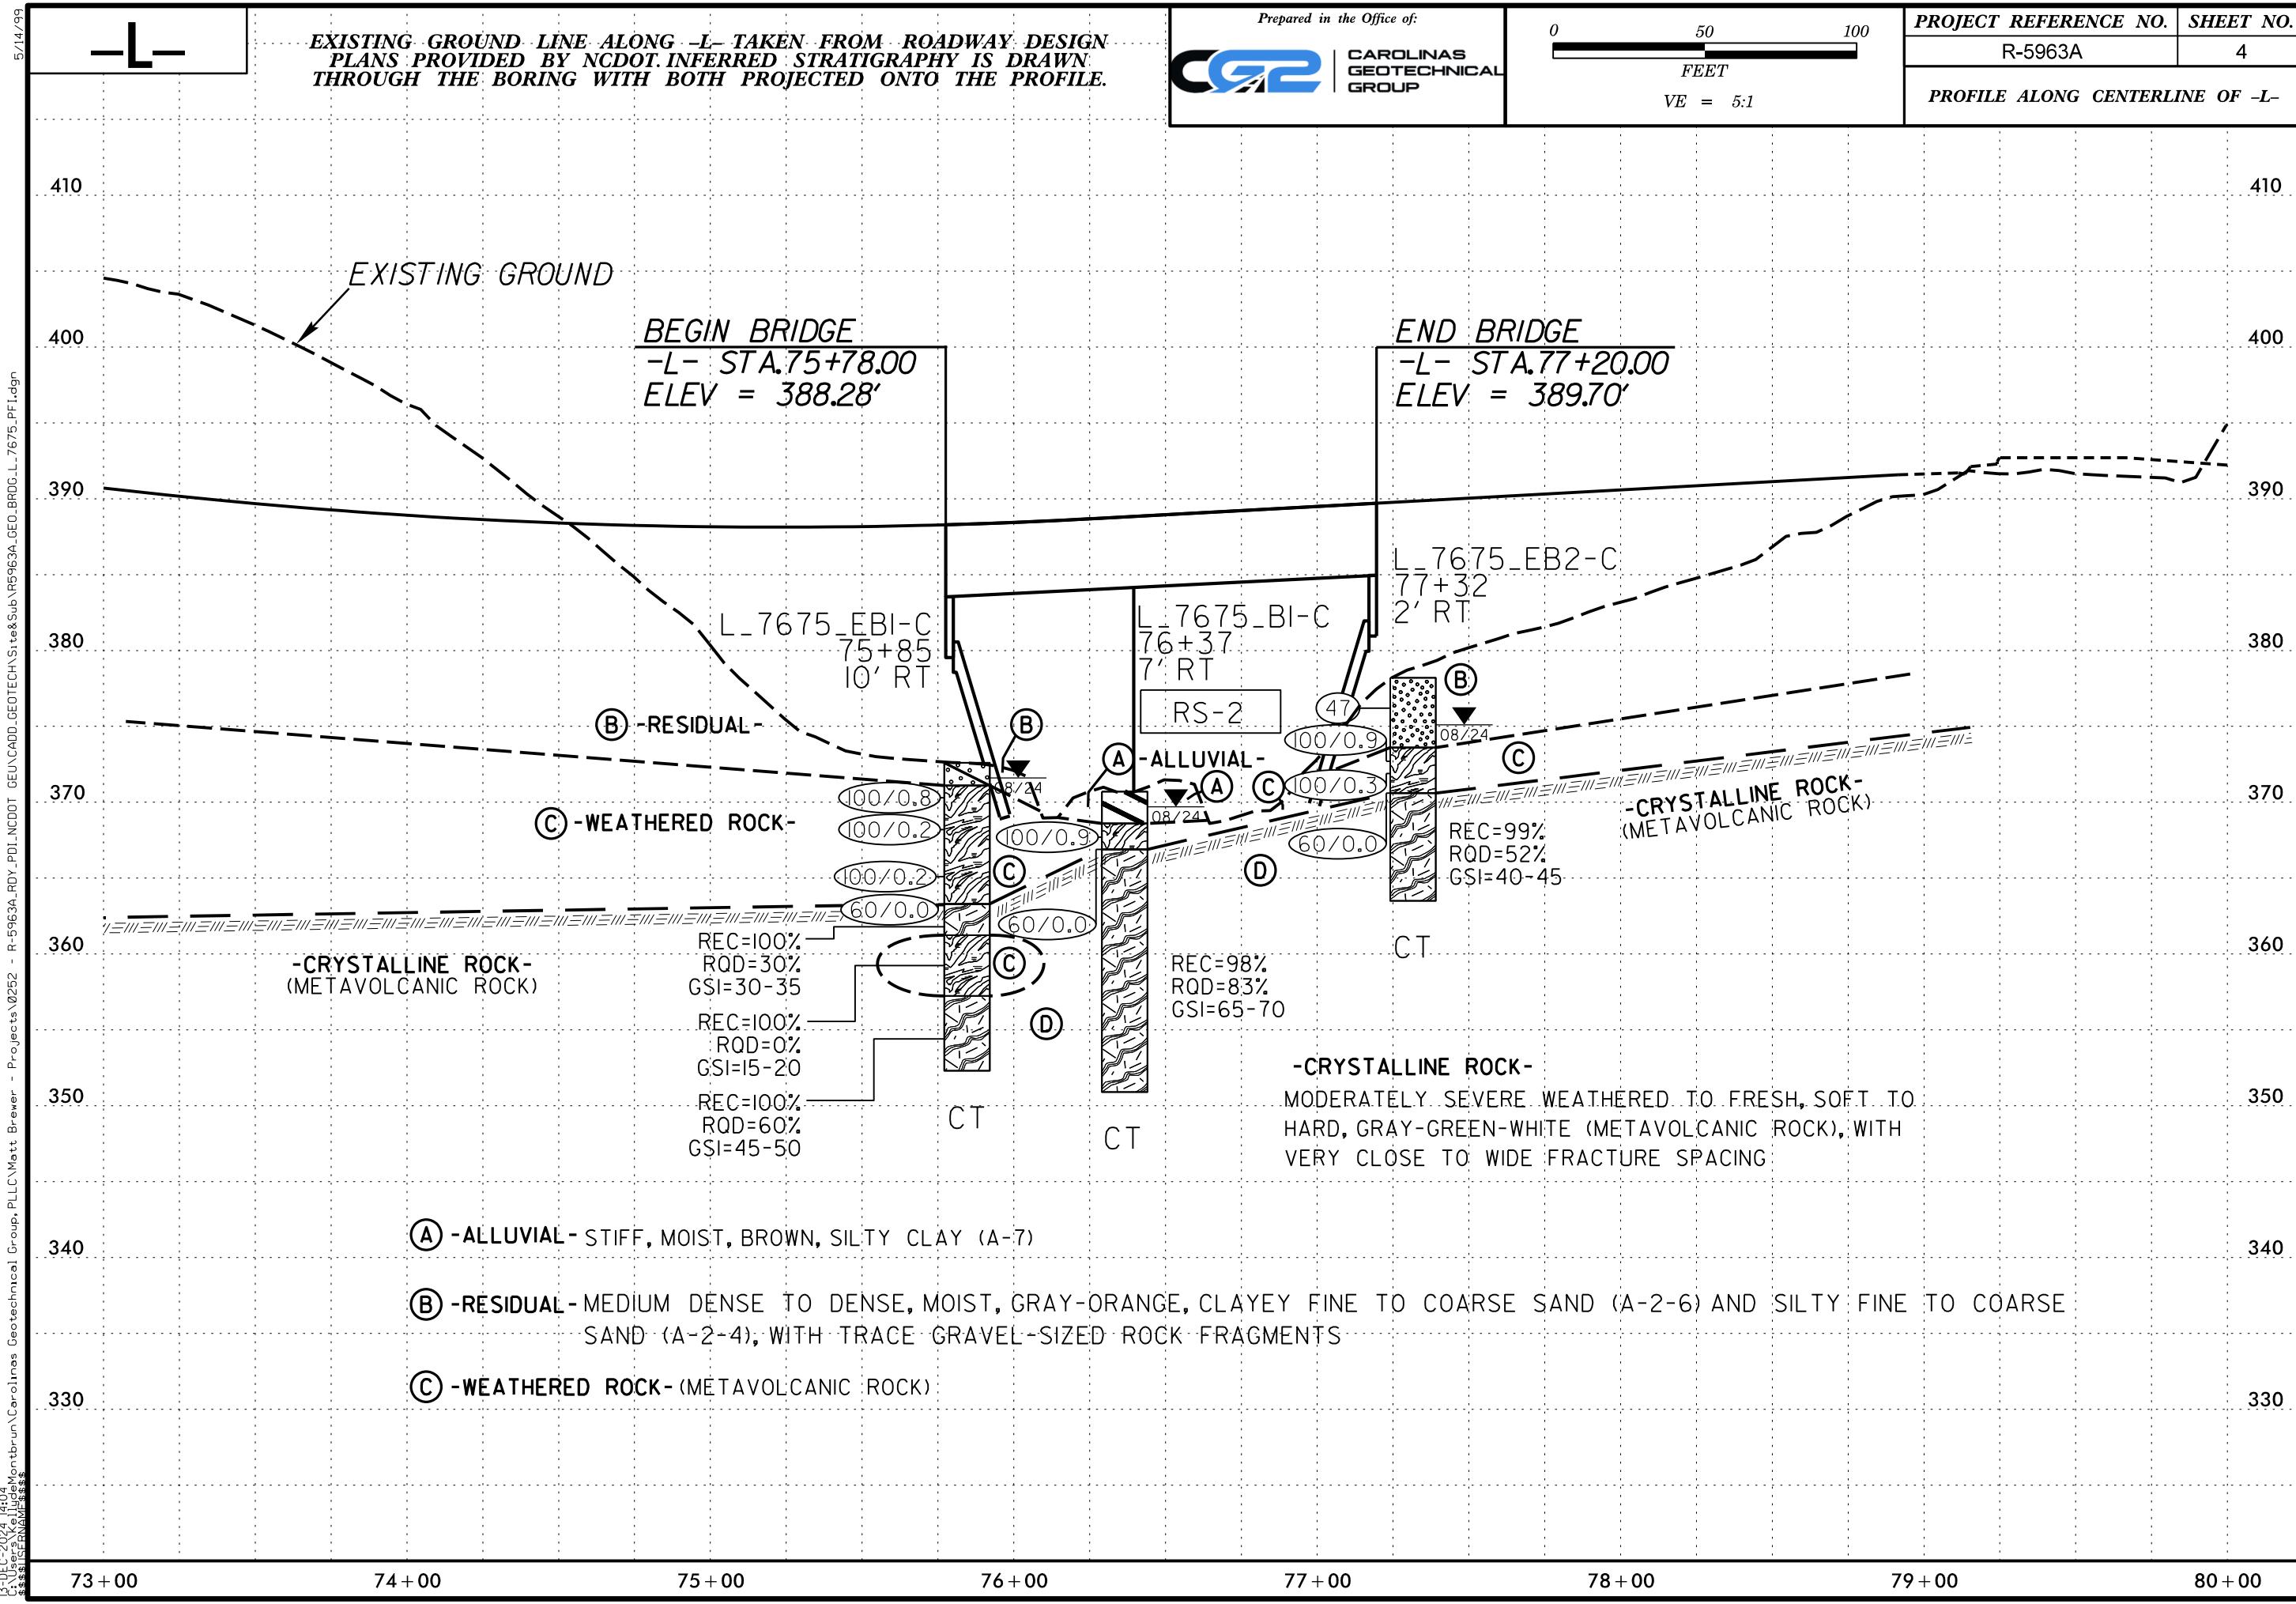 5/14/99
-L-
EXISTING GROUND LINE ALONG -L- TAKEN FROM ROADWAY DESIGN
PLANS PROVIDED BY NCDOT. INFERRED STRATIGRAPHY IS DRAWN
THROUGH THE BORING WITH BOTH PROJECTED ONTO THE PROFILE.
Prepared in the Office of:
CG2
CAROLINAS
GEOTECHNICAL
GROUP
0 50 100
FEET
VE = 5:1
PROJECT REFERENCE NO. SHEET NO.
R-5963A 4
PROFILE ALONG CENTERLINE OF -L-
410 410
EXISTING GROUND
400 400
BEGIN BRIDGE
-L- STA.75+78.00
ELEV = 388.28'
END BRIDGE
-L- STA.77+20.00
ELEV = 389.70'
390 390
L_7675_EB1-C
75+85
10' RT
L_7675_B1-C
76+37
7' RT
RS-2
L_7675_EB2-C
77+32
2' RT
380 380
B -RESIDUAL-
B
B
47
08/24
100/0.9
A -ALLUVIAL-
A
C
C
08/24
08/24
100/0.3
370 370
100/0.8
100/0.2
C -WEATHERED ROCK-
100/0.9
60/0.0
-CRYSTALLINE ROCK-
(METAVOLCANIC ROCK)
REC=99%
RQD=52%
GSI=40-45
100/0.2
C
D
60/0.0
60/0.0
360 360
CT
REC=100%
RQD=30%
GSI=30-35
-CRYSTALLINE ROCK-
(METAVOLCANIC ROCK)
C
REC=98%
RQD=83%
GSI=65-70
REC=100%
RQD=0%
GSI=15-20
D
REC=100%
RQD=60%
GSI=45-50
350 350
CT
CT
-CRYSTALLINE ROCK-
MODERATELY SEVERE WEATHERED TO FRESH, SOFT TO
HARD, GRAY-GREEN-WHITE (METAVOLCANIC ROCK), WITH
VERY CLOSE TO WIDE FRACTURE SPACING
A -ALLUVIAL- STIFF, MOIST, BROWN, SILTY CLAY (A-7)
340 340
B -RESIDUAL- MEDIUM DENSE TO DENSE, MOIST, GRAY-ORANGE, CLAYEY FINE TO COARSE SAND (A-2-6) AND SILTY FINE TO COARSE
SAND (A-2-4), WITH TRACE GRAVEL-SIZED ROCK FRAGMENTS
C -WEATHERED ROCK- (METAVOLCANIC ROCK)
330 330
73+00 74+00 75+00 76+00 77+00 78+00 79+00 80+00
13-DEC-2024 14:04